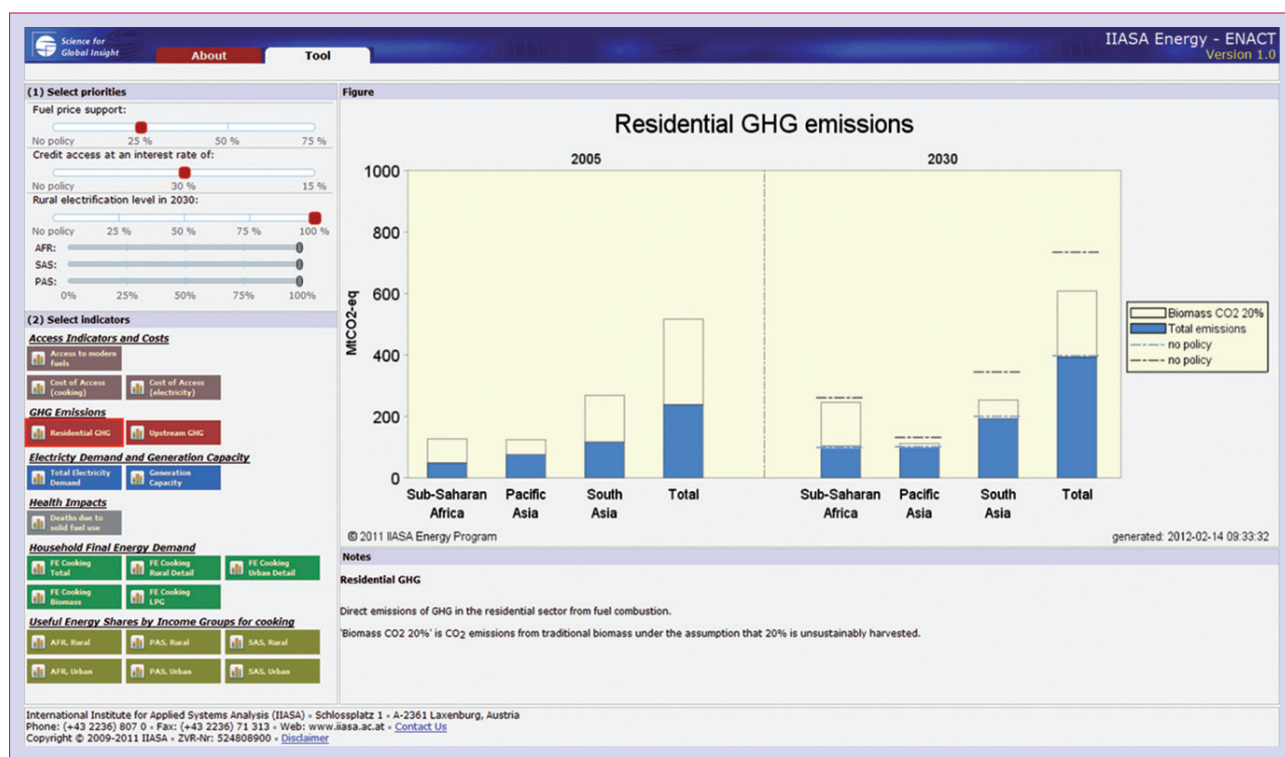 Science for
Global Insight
About
Tool
IIASA Energy - ENACT
Version 1.0
(1) Select priorities
Fuel price support:
No policy 25 % 50 % 75 %
Credit access at an interest rate of:
No policy 30 % 15 %
Rural electrification level in 2030:
No policy 25 % 50 % 75 % 100 %
AFR:
SAS:
PAS:
0% 25% 50% 75% 100%
(2) Select indicators
Access Indicators and Costs
Access to modern
fuels
Cost of Access
(cooking)
Cost of Access
(electricity)
GHG Emissions
Residential GHG
Upstream GHG
Electricty Demand and Generation Capacity
Total Electricity
Demand
Generation
Capacity
Health Impacts
Deaths due to
solid fuel use
Household Final Energy Demand
FE Cooking
Total
FE Cooking
Rural Detail
FE Cooking
Urban Detail
FE Cooking
Biomass
FE Cooking
LPG
Useful Energy Shares by Income Groups for cooking
AFR, Rural
PAS, Rural
SAS, Rural
AFR, Urban
PAS, Urban
SAS, Urban
Figure
Residential GHG emissions
2005 2030
MtCO2-eq
1000
800
600
400
200
0
Sub-Saharan
Africa
Pacific
Asia
South
Asia
Total
Sub-Saharan
Africa
Pacific
Asia
South
Asia
Total
Biomass CO2 20%
Total emissions
no policy
no policy
© 2011 IIASA Energy Program
generated: 2012-02-14 09:33:32
Notes
Residential GHG
Direct emissions of GHG in the residential sector from fuel combustion.
'Biomass CO2 20%' is CO2 emissions from traditional biomass under the assumption that 20% is unsustainably harvested.
International Institute for Applied Systems Analysis (IIASA) - Schlossplatz 1 - A-2361 Laxenburg, Austria
Phone: (+43 2236) 807 0 - Fax: (+43 2236) 71 313 - Web: www.iiasa.ac.at - Contact Us
Copyright © 2009-2011 IIASA - ZVR-Nr: 524808900 - Disclaimer